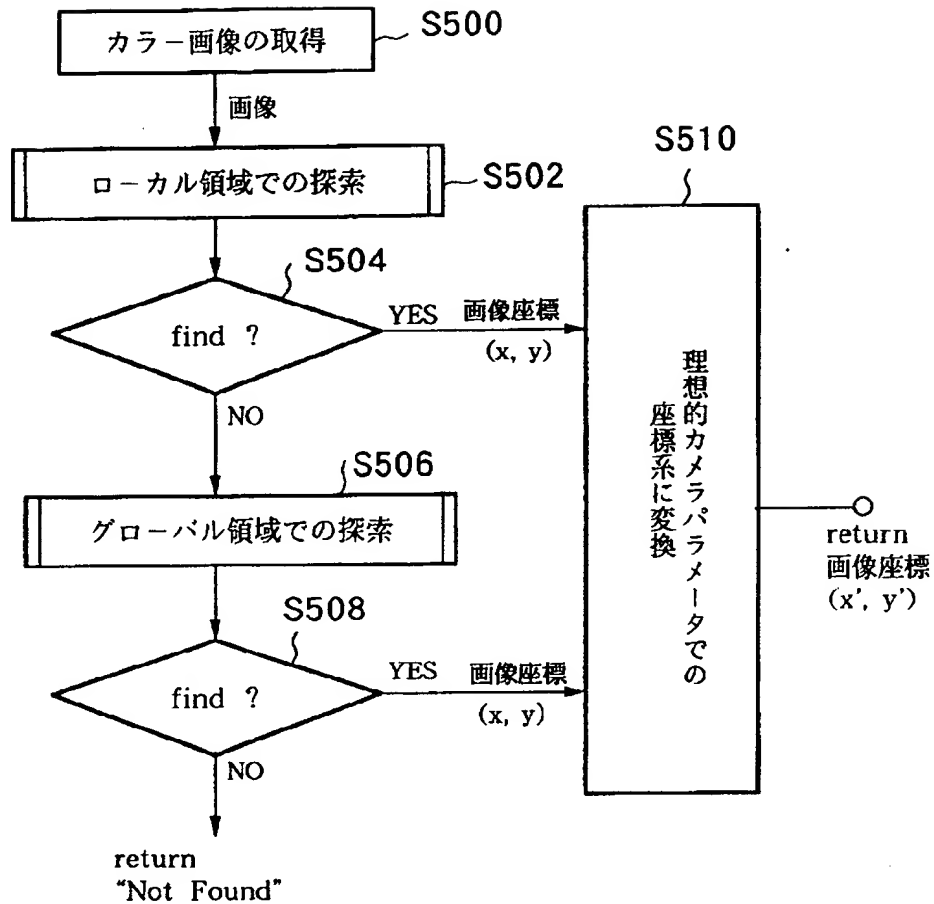 カラー画像の取得
S500
画像
ローカル領域での探索
S502
S504
find ?
YES
画像座標
(x, y)
NO
S506
グローバル領域での探索
S508
find ?
YES
画像座標
(x, y)
NO
return
“Not Found”
S510
理想的カメラパラメータでの
座標系に変換
return
画像座標
(x', y')